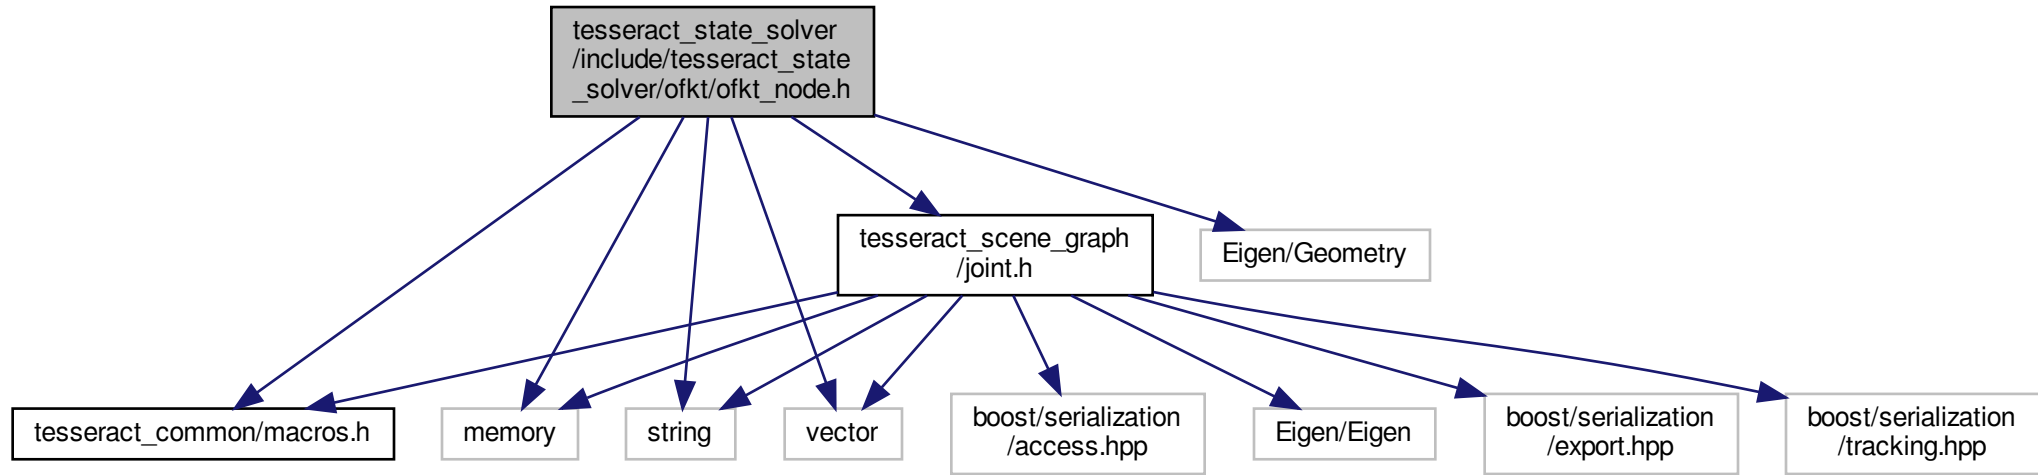 tesseract_state_solver
/include/tesseract_state
_solver/ofkt/ofkt_node.h
tesseract_scene_graph
/joint.h
Eigen/Geometry
tesseract_common/macros.h
memory
string
vector
boost/serialization
/access.hpp
Eigen/Eigen
boost/serialization
/export.hpp
boost/serialization
/tracking.hpp